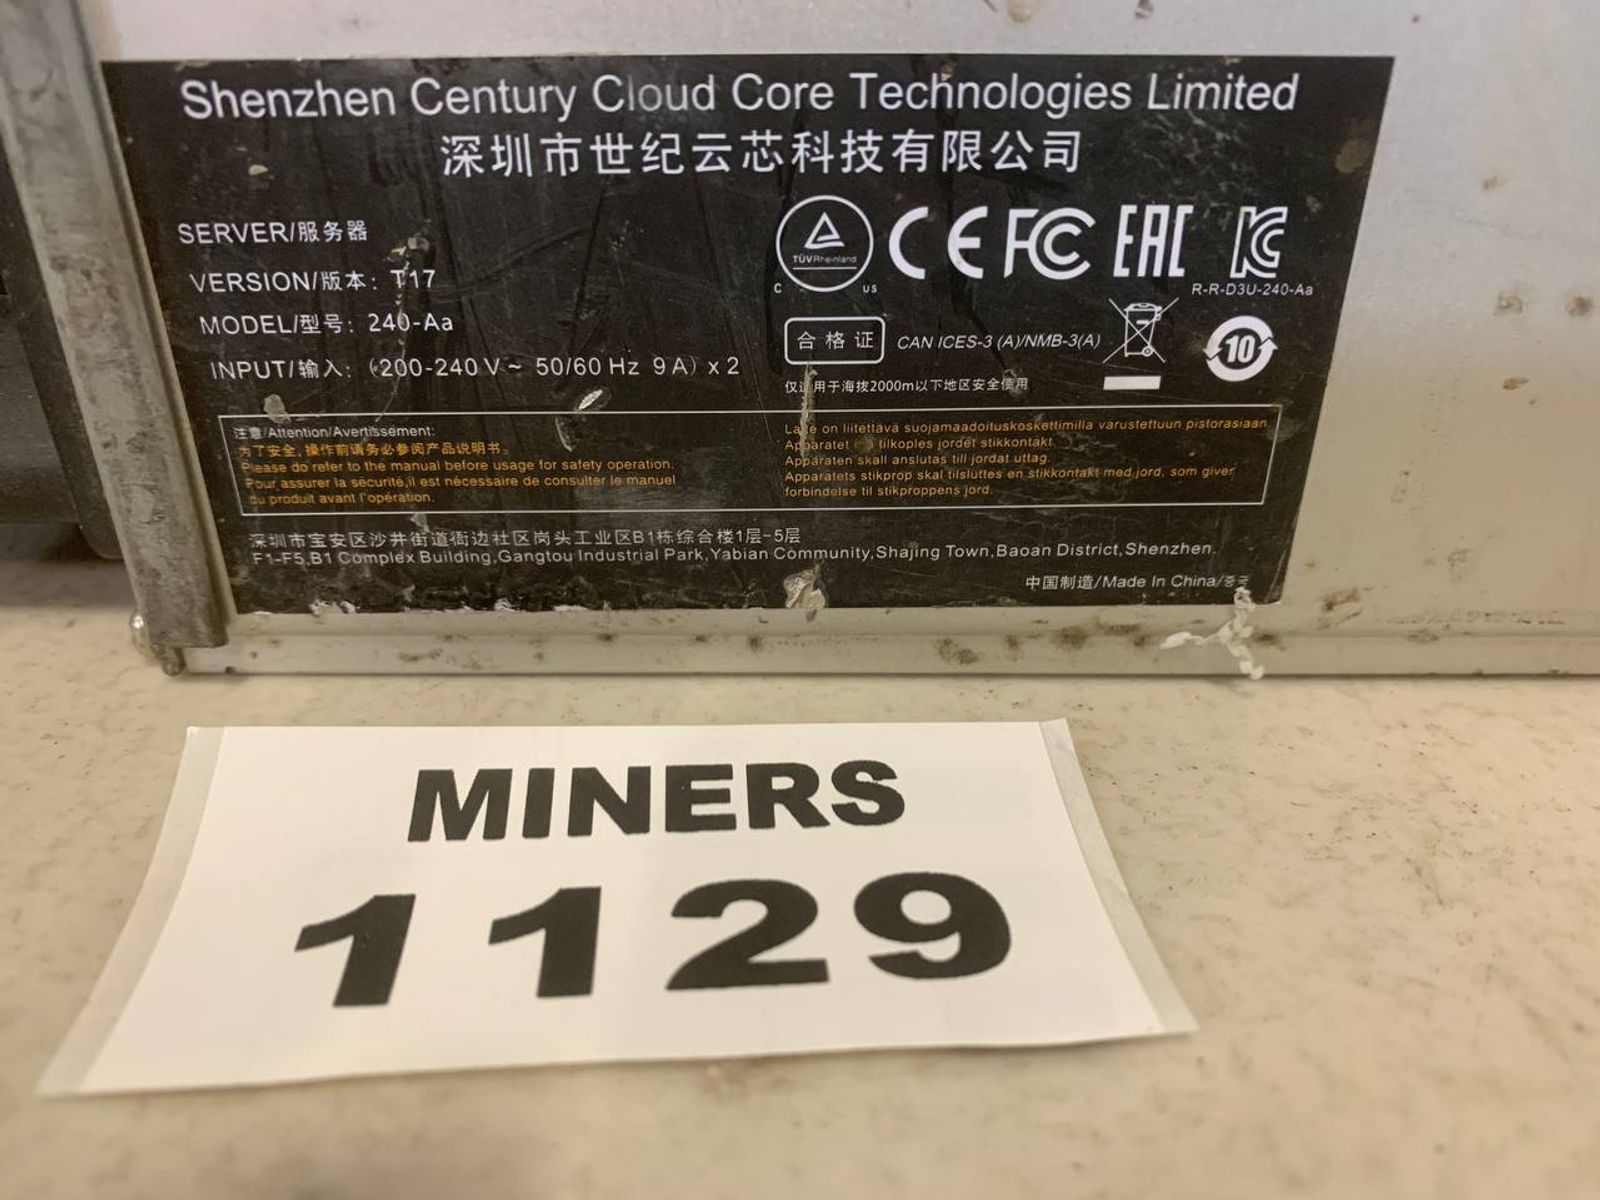 Shenzhen Century Cloud Core Technologies Limited
深圳市世纪云芯科技有限公司
SERVER/服务器
VERSION/版本: T17
MODEL/型号: 240-Aa
INPUT/输入: (200-240 V ~ 50/60 Hz 9 A) x 2
TÜVRheinland
C US
CE FC EAC KC
R-R-D3U-240-Aa
合格证
CAN ICES-3 (A)/NMB-3(A)
10
仅适用于海拔2000m以下地区安全使用
注意/Attention/Avertissement:
为了安全, 操作前请务必参阅产品说明书
Please do refer to the manual before usage for safety operation.
Pour assurer la sécurité,il est nécessaire de consulter le manuel
du produit avant l'opération.
on liitettävä suojamaadoituskoskettimilla varustettuun pistorasiaan
Apparatet tilkoples jordet stikkontakt
Apparaten skall anslutas till jordat uttag.
Apparatets stikprop skal tilsluttes en stikkontakt med jord, som giver
forbindelse til stikproppens jord.
深圳市宝安区沙井街道衙边社区岗头工业区B1栋综合楼1层-5层
F1-F5,B1 Complex Building,Gangtou Industrial Park,Yabian Community,Shajing Town,Baoan District,Shenzhen.
中国制造/Made In China/중국
MINERS
1129